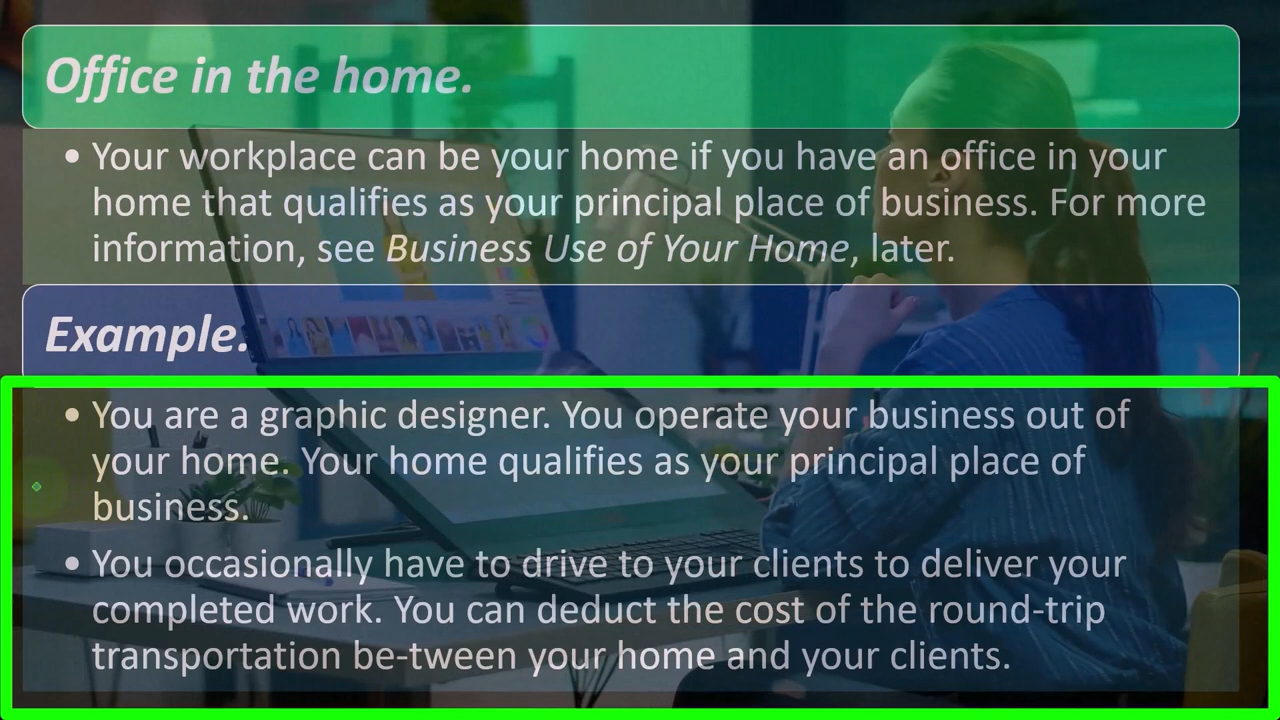 Office in the home.
• Your workplace can be your home if you have an office in your
home that qualifies as your principal place of business. For more
information, see Business Use of Your Home, later.
Example.
• You are a graphic designer. You operate your business out of
your home. Your home qualifies as your principal place of
business.
• You occasionally have to drive to your clients to deliver your
completed work. You can deduct the cost of the round-trip
transportation be-tween your home and your clients.